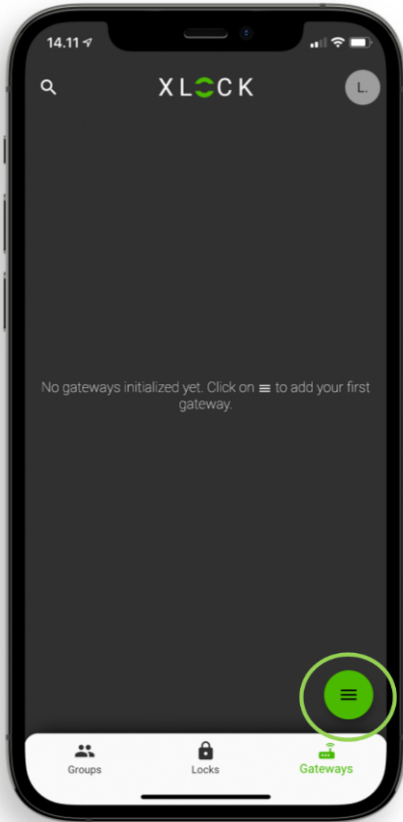 14.11
XLOCK
L.
No gateways initialized yet. Click on ≡ to add your first
gateway.
Groups
Locks
Gateways